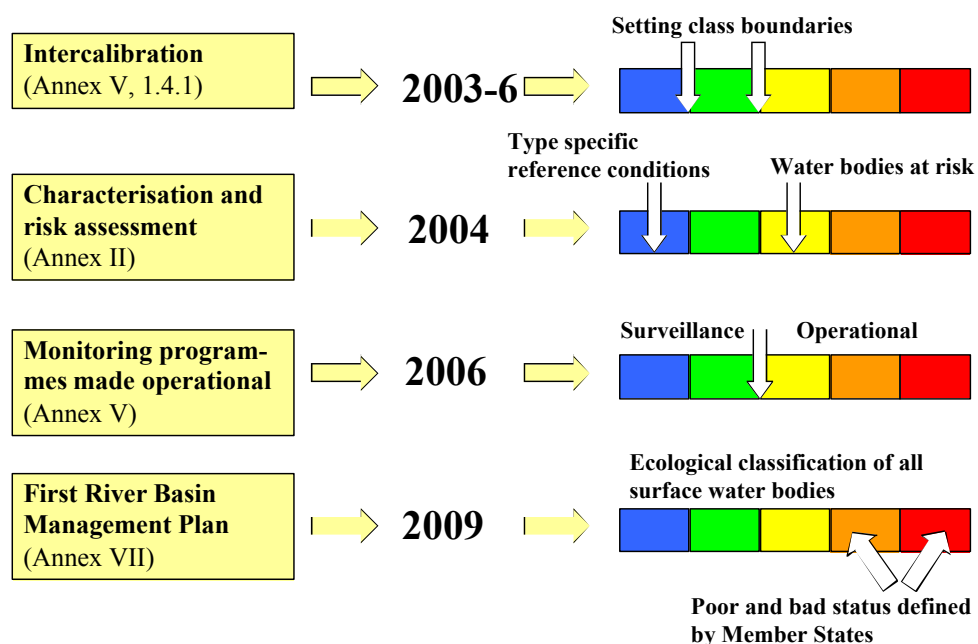 Setting class boundaries
Intercalibration
(Annex V, 1.4.1)
2003-6
Type specific
reference conditions
Water bodies at risk
Characterisation and
risk assessment
(Annex II)
2004
Surveillance
Operational
Monitoring program-
mes made operational
(Annex V)
2006
Ecological classification of all
surface water bodies
First River Basin
Management Plan
(Annex VII)
2009
Poor and bad status defined
by Member States